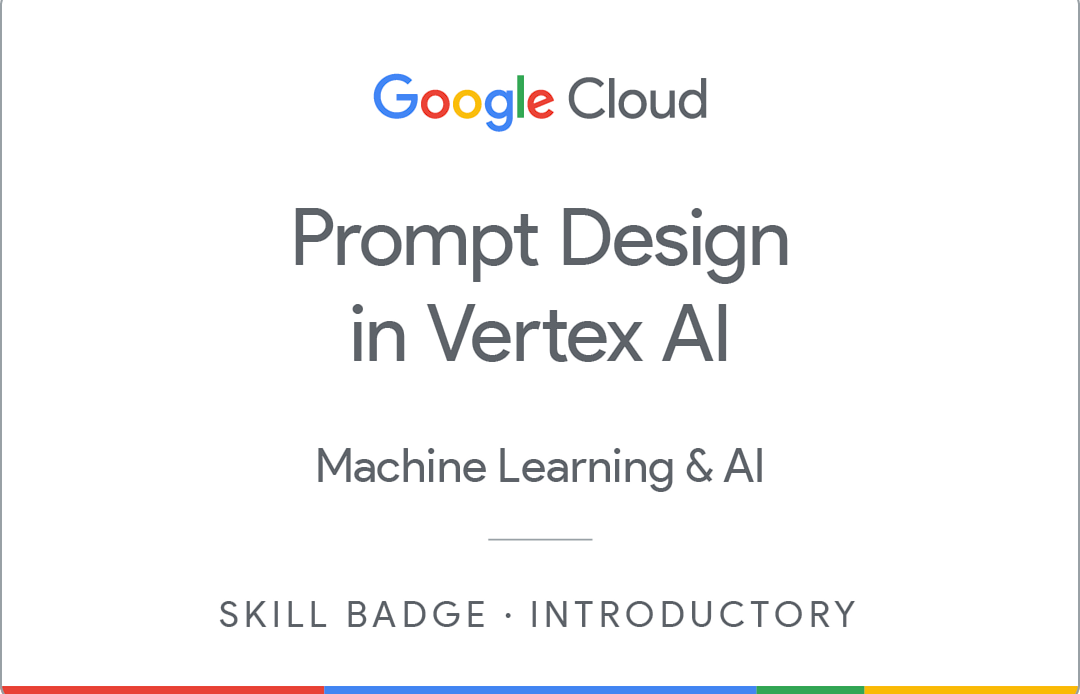 Google Cloud
Prompt Design
in Vertex AI
Machine Learning & AI
SKILL BADGE · INTRODUCTORY